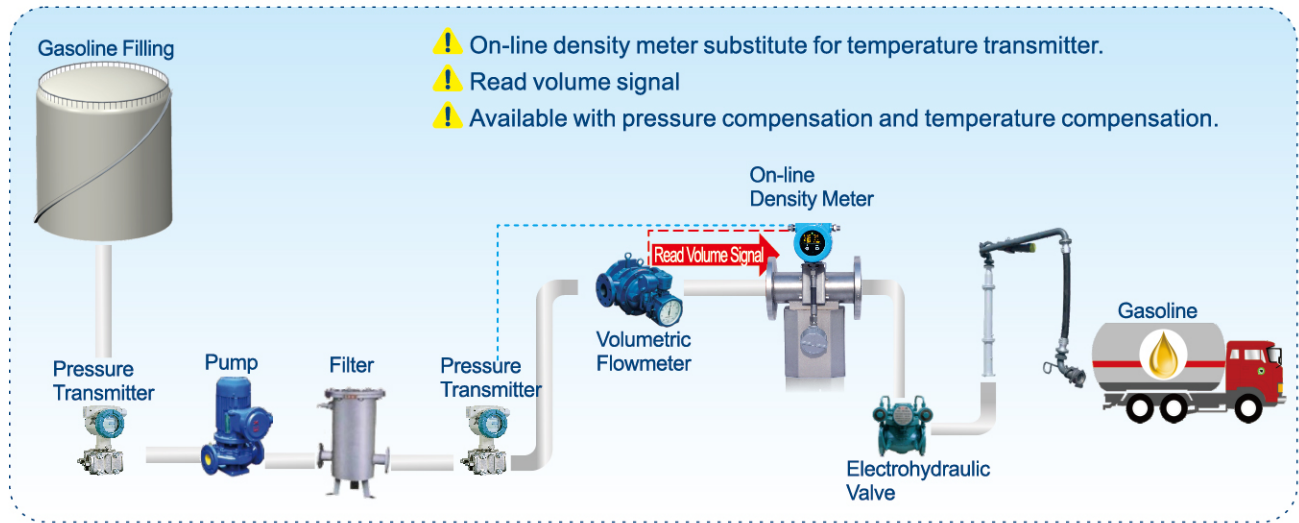 Gasoline Filling
On-line density meter substitute for temperature transmitter.
Read volume signal
Available with pressure compensation and temperature compensation.
On-line
Density Meter
Read Volume Signal
Gasoline
Volumetric
Flowmeter
Pressure
Transmitter
Pump
Filter
Pressure
Transmitter
Electrohydraulic
Valve